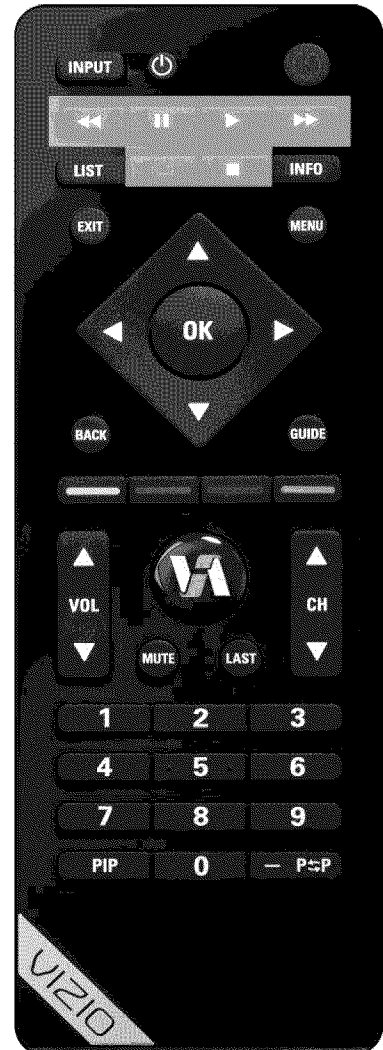 INPUT
LIST INFO
EXIT MENU
OK
BACK GUIDE
VOL CH
MUTE LAST
1 2 3
4 5 6
7 8 9
PIP 0 — P⇆P
VIZIO